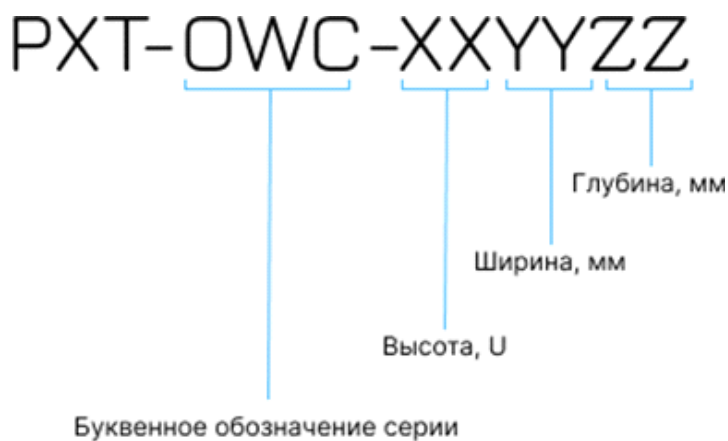 PXT-OWC-XXYYZZ
Глубина, мм
Ширина, мм
Высота, U
Буквенное обозначение серии